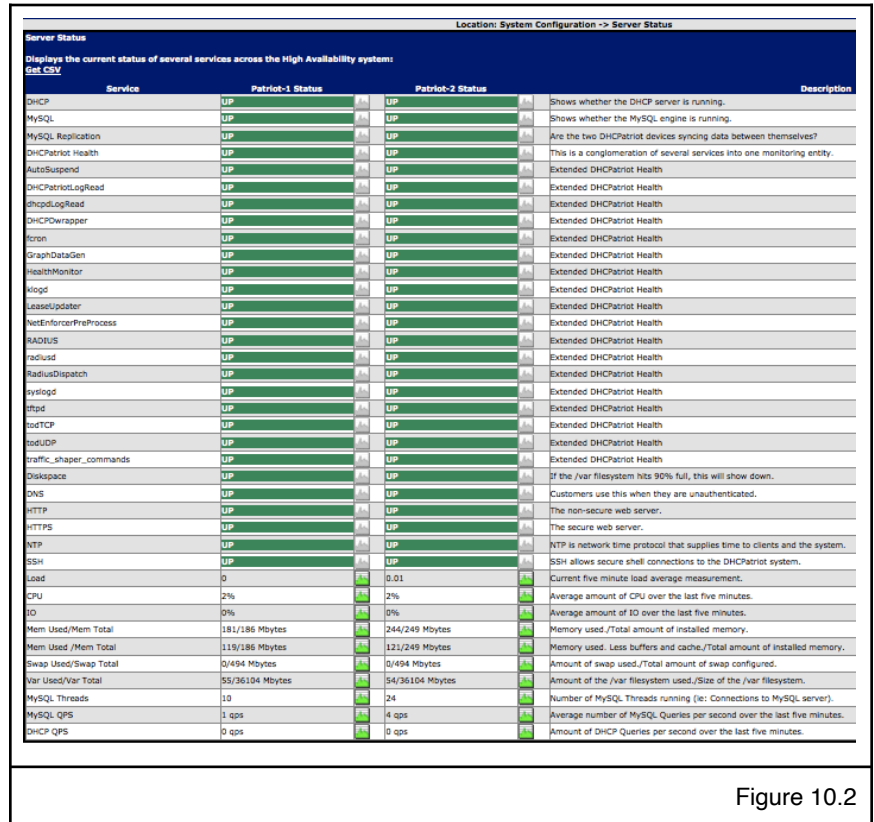 Location: System Configuration -> Server Status
Server Status
Displays the current status of several services across the High Availability system:
Get CSV
Service Patriot-1 Status Patriot-2 Status Description
DHCP UP UP Shows whether the DHCP server is running.
MySQL UP UP Shows whether the MySQL engine is running.
MySQL Replication UP UP Are the two DHCPatriot devices syncing data between themselves?
DHCPatriot Health UP UP This is a conglomeration of several services into one monitoring entity.
AutoSuspend UP UP Extended DHCPatriot Health
DHCPatriotLogRead UP UP Extended DHCPatriot Health
dhcpdLogRead UP UP Extended DHCPatriot Health
DHCPDwrapper UP UP Extended DHCPatriot Health
fcron UP UP Extended DHCPatriot Health
GraphDataGen UP UP Extended DHCPatriot Health
HealthMonitor UP UP Extended DHCPatriot Health
klogd UP UP Extended DHCPatriot Health
LeaseUpdater UP UP Extended DHCPatriot Health
NetEnforcerPreProcess UP UP Extended DHCPatriot Health
RADIUS UP UP Extended DHCPatriot Health
radiusd UP UP Extended DHCPatriot Health
RadiusDispatch UP UP Extended DHCPatriot Health
syslogd UP UP Extended DHCPatriot Health
tftpd UP UP Extended DHCPatriot Health
todTCP UP UP Extended DHCPatriot Health
todUDP UP UP Extended DHCPatriot Health
traffic_shaper_commands UP UP Extended DHCPatriot Health
Diskspace UP UP If the /var filesystem hits 90% full, this will show down.
DNS UP UP Customers use this when they are unauthenticated.
HTTP UP UP The non-secure web server.
HTTPS UP UP The secure web server.
NTP UP UP NTP is network time protocol that supplies time to clients and the system.
SSH UP UP SSH allows secure shell connections to the DHCPatriot system.
Load 0 0.01 Current five minute load average measurement.
CPU 2% 2% Average amount of CPU over the last five minutes.
IO 0% 0% Average amount of IO over the last five minutes.
Mem Used/Mem Total 181/186 Mbytes 244/249 Mbytes Memory used./Total amount of installed memory.
Mem Used /Mem Total 119/186 Mbytes 121/249 Mbytes Memory used. Less buffers and cache./Total amount of installed memory.
Swap Used/Swap Total 0/494 Mbytes 0/494 Mbytes Amount of swap used./Total amount of swap configured.
Var Used/Var Total 55/36104 Mbytes 54/36104 Mbytes Amount of the /var filesystem used./Size of the /var filesystem.
MySQL Threads 10 24 Number of MySQL Threads running (ie: Connections to MySQL server).
MySQL QPS 1 qps 4 qps Average number of MySQL Queries per second over the last five minutes.
DHCP QPS 0 qps 0 qps Amount of DHCP Queries per second over the last five minutes.
Figure 10.2